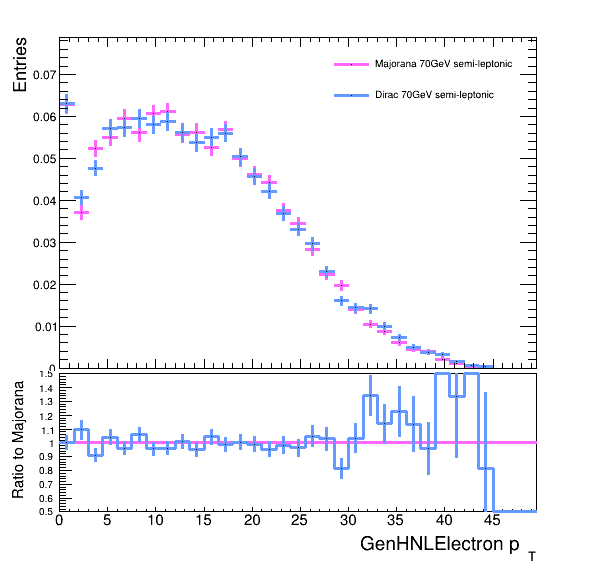 Entries
0.07
0.06
0.05
0.04
0.03
0.02
0.01
0
Majorana 70GeV semi-leptonic
Dirac 70GeV semi-leptonic
Ratio to Majorana
1.5
1.4
1.3
1.2
1.1
1
0.9
0.8
0.7
0.6
0.5
0 5 10 15 20 25 30 35 40 45
GenHNLElectron p
T